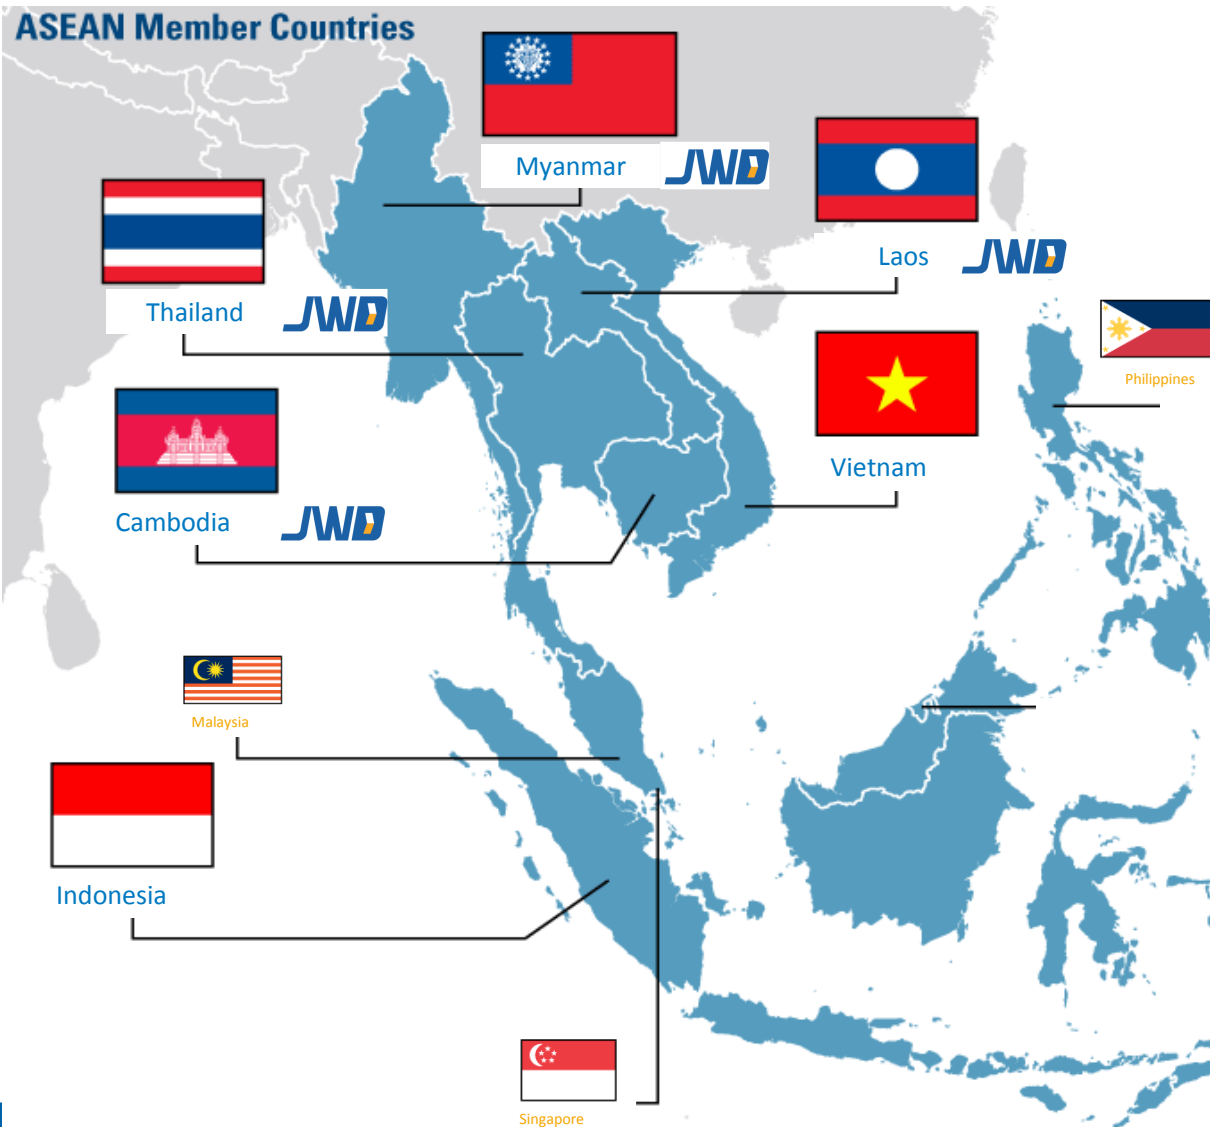 ASEAN Member Countries
Myanmar
JWD
Laos
JWD
Thailand
JWD
Philippines
Vietnam
Cambodia
JWD
Malaysia
Indonesia
Singapore